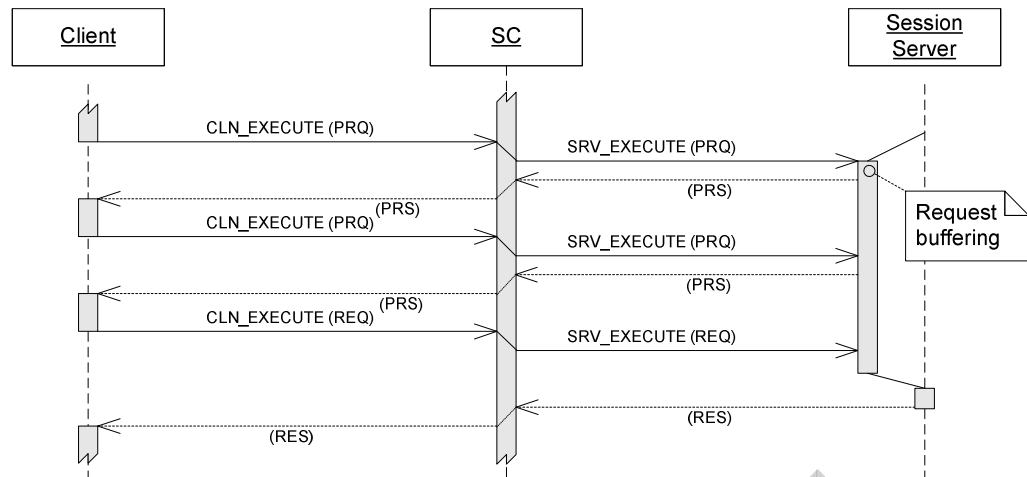 Client
SC
Session
Server
CLN_EXECUTE (PRQ)
SRV_EXECUTE (PRQ)
(PRS)
(PRS)
Request
buffering
CLN_EXECUTE (PRQ)
SRV_EXECUTE (PRQ)
(PRS)
(PRS)
CLN_EXECUTE (REQ)
SRV_EXECUTE (REQ)
(RES)
(RES)